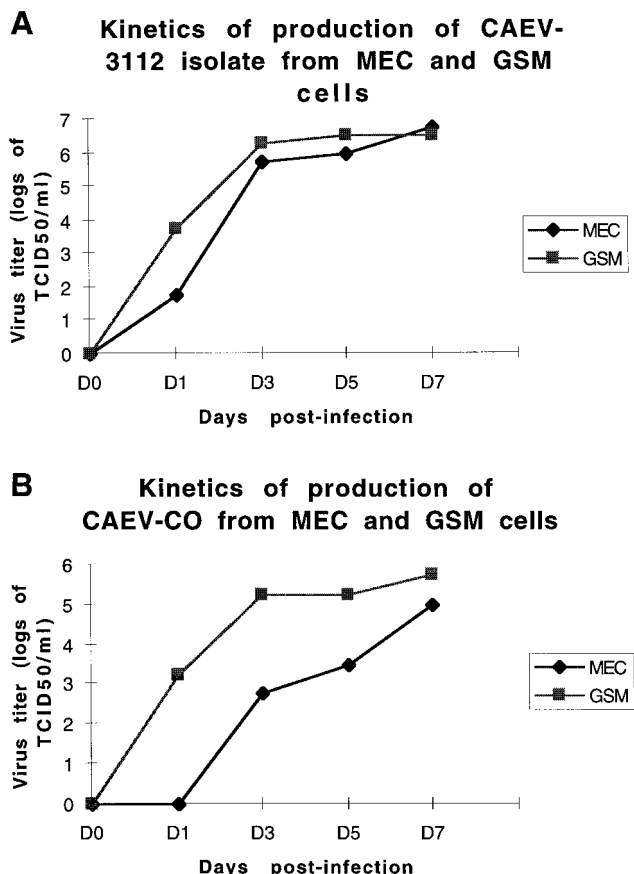 A
Kinetics of production of CAEV-
3112 isolate from MEC and GSM
cells
Virus titer (logs of
TCID50/ml)
7
6
5
4
3
2
1
0
D0 D1 D3 D5 D7
Days post-infection
MEC
GSM
B
Kinetics of production of
CAEV-CO from MEC and GSM cells
Virus titer (logs of
TCID50/ml)
6
5
4
3
2
1
0
D0 D1 D3 D5 D7
Days post-infection
MEC
GSM